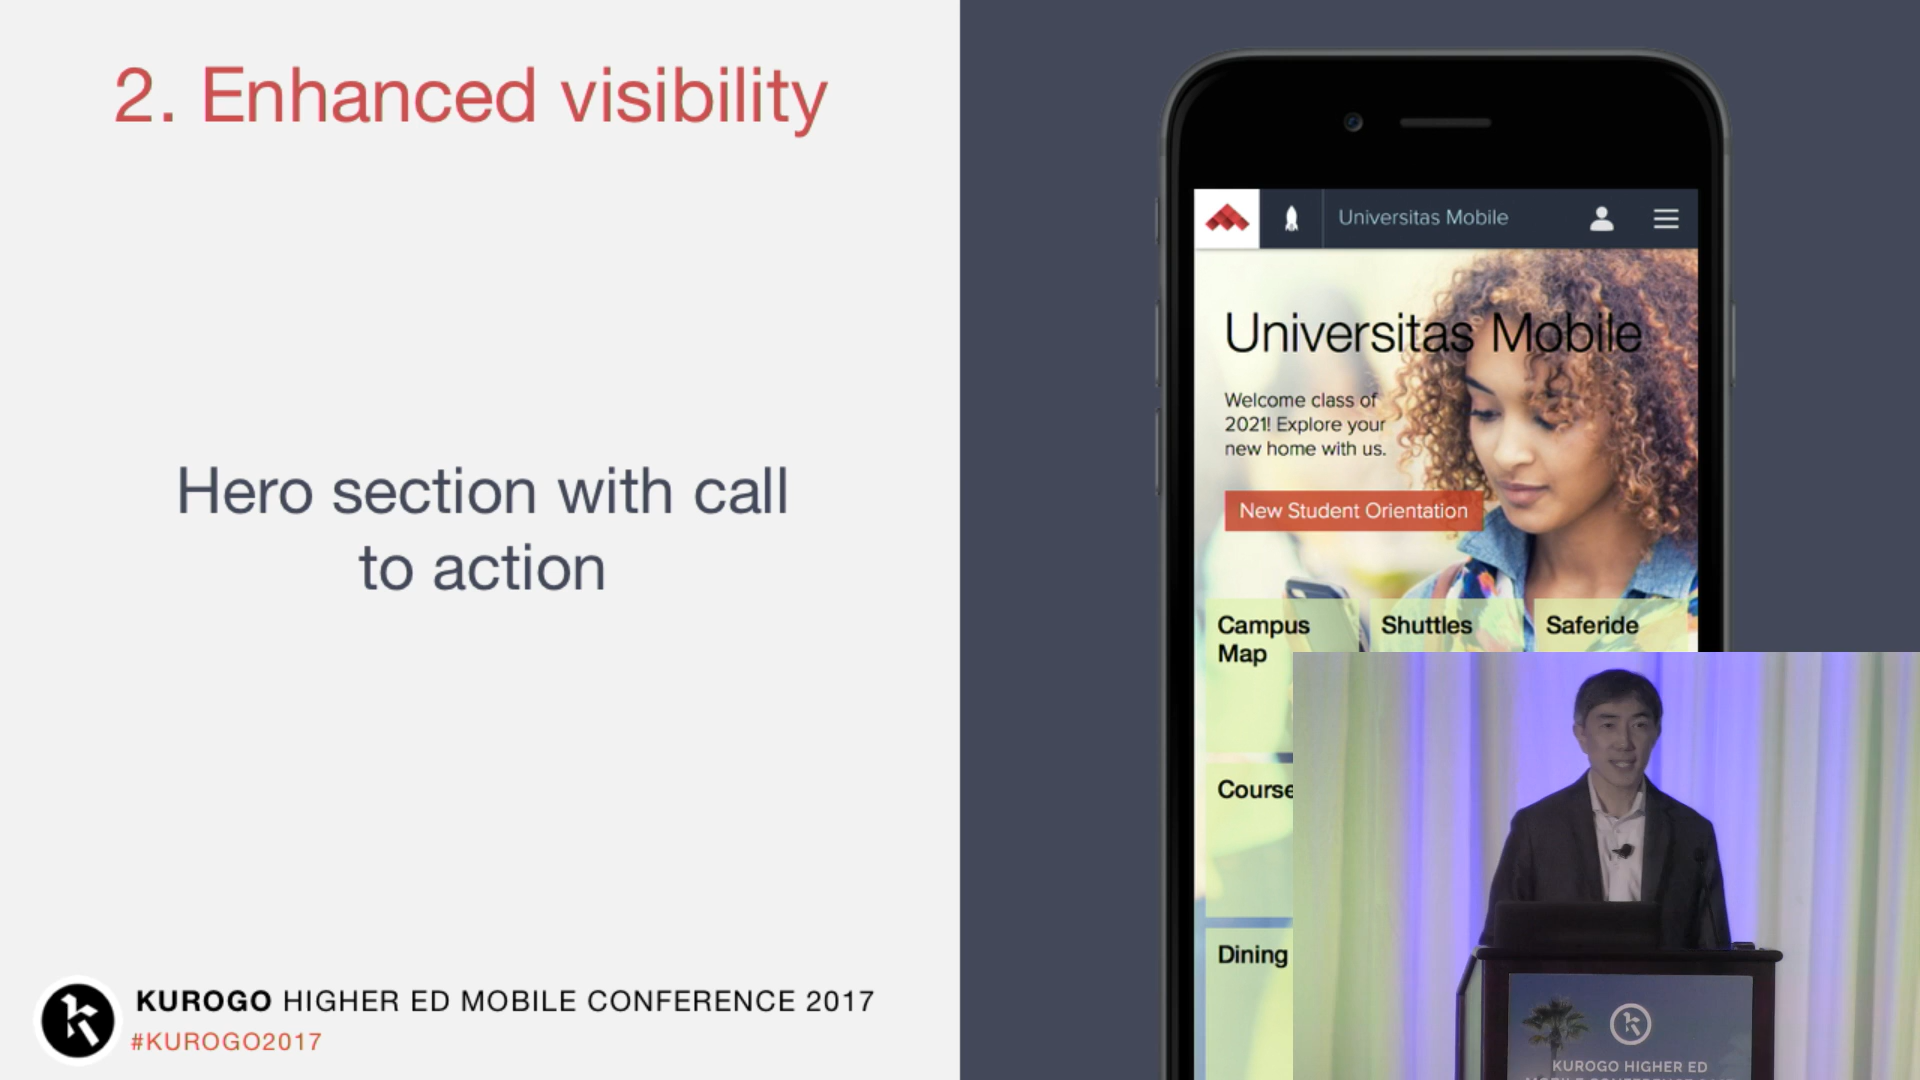 2. Enhanced visibility
Hero section with call
to action
KUROGO HIGHER ED MOBILE CONFERENCE 2017
#KUROGO2017
Universitas Mobile
Universitas Mobile
Welcome class of
2021! Explore your
new home with us.
New Student Orientation
Campus
Map
Shuttles
Saferide
Course
Dining
KUROGO HIGHER ED